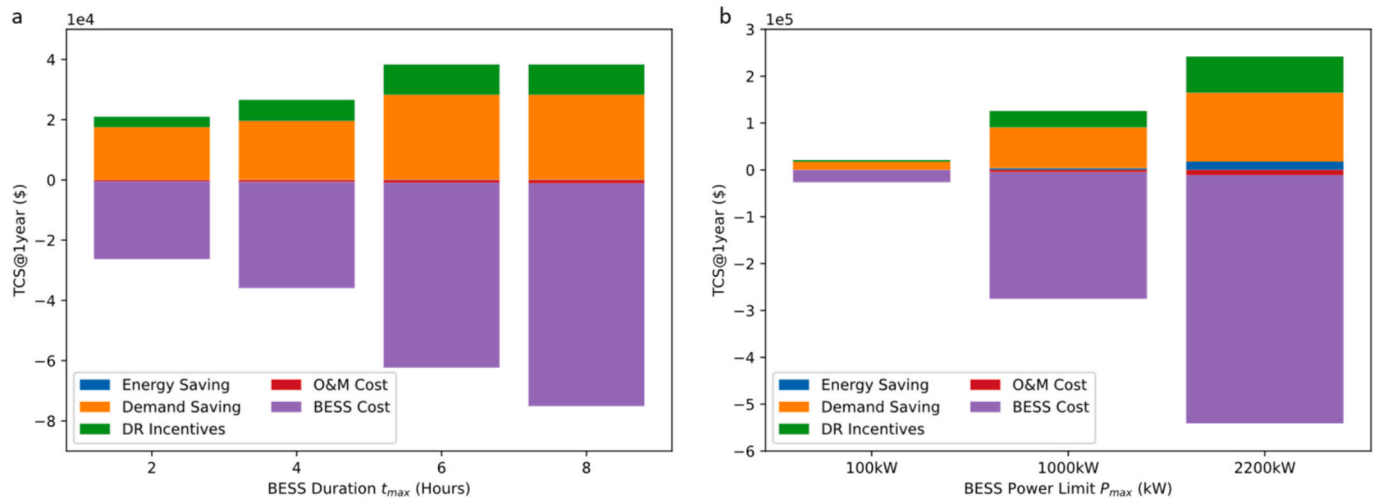 a
1e4
4
2
0
−2
−4
−6
−8
TCS@1year ($)
Energy Saving
Demand Saving
DR Incentives
O&M Cost
BESS Cost
2
4
6
8
BESS Duration tmax (Hours)
b
1e5
3
2
1
0
−1
−2
−3
−4
−5
−6
TCS@1year ($)
Energy Saving
Demand Saving
DR Incentives
O&M Cost
BESS Cost
100kW
1000kW
2200kW
BESS Power Limit Pmax (kW)